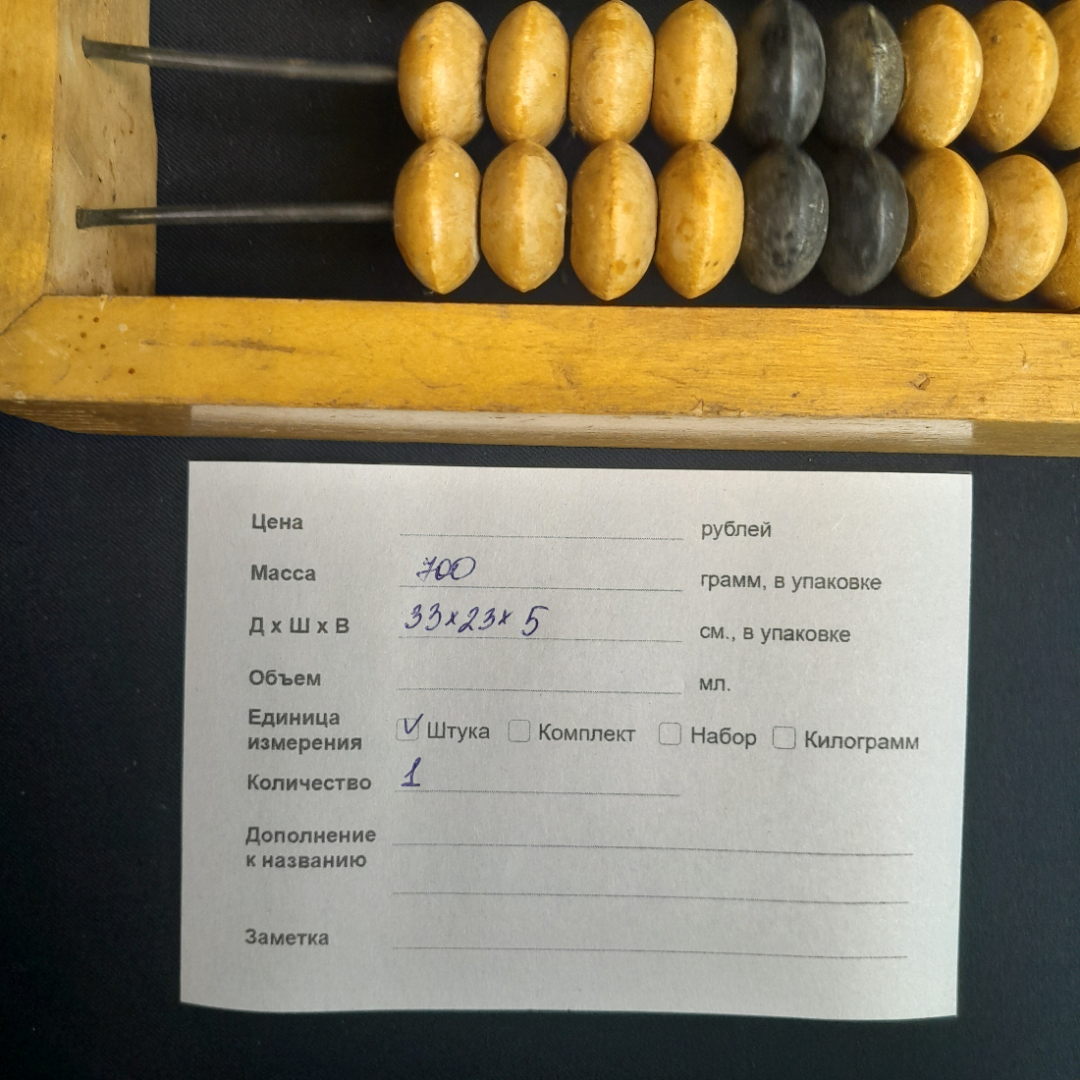 Цена рублей
Масса 700 грамм, в упаковке
Д х Ш х В 33х23х5 см., в упаковке
Объем мл.
Единица
измерения ✓ Штука Комплект Набор Килограмм
Количество 1
Дополнение
к названию
Заметка